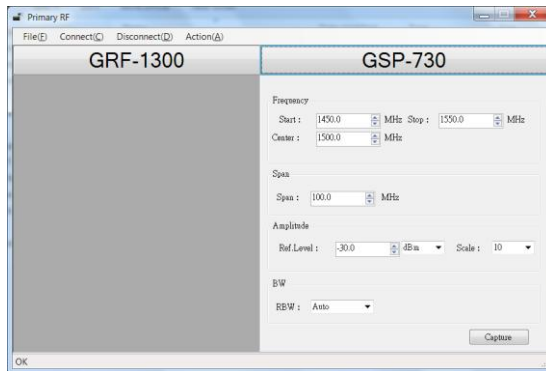 Primary RF
File(F) Connect(C) Disconnect(D) Action(A)
GRF-1300 GSP-730
Freqsency
Start : 1450.0 MHz Stop : 1550.0 MHz
Center : 1500.0 MHz
Span
Span : 100.0 MHz
Amplitude
Ref.Level : -30.0 dBm Scale : 10
BW
RBW : Auto
Capture
OK